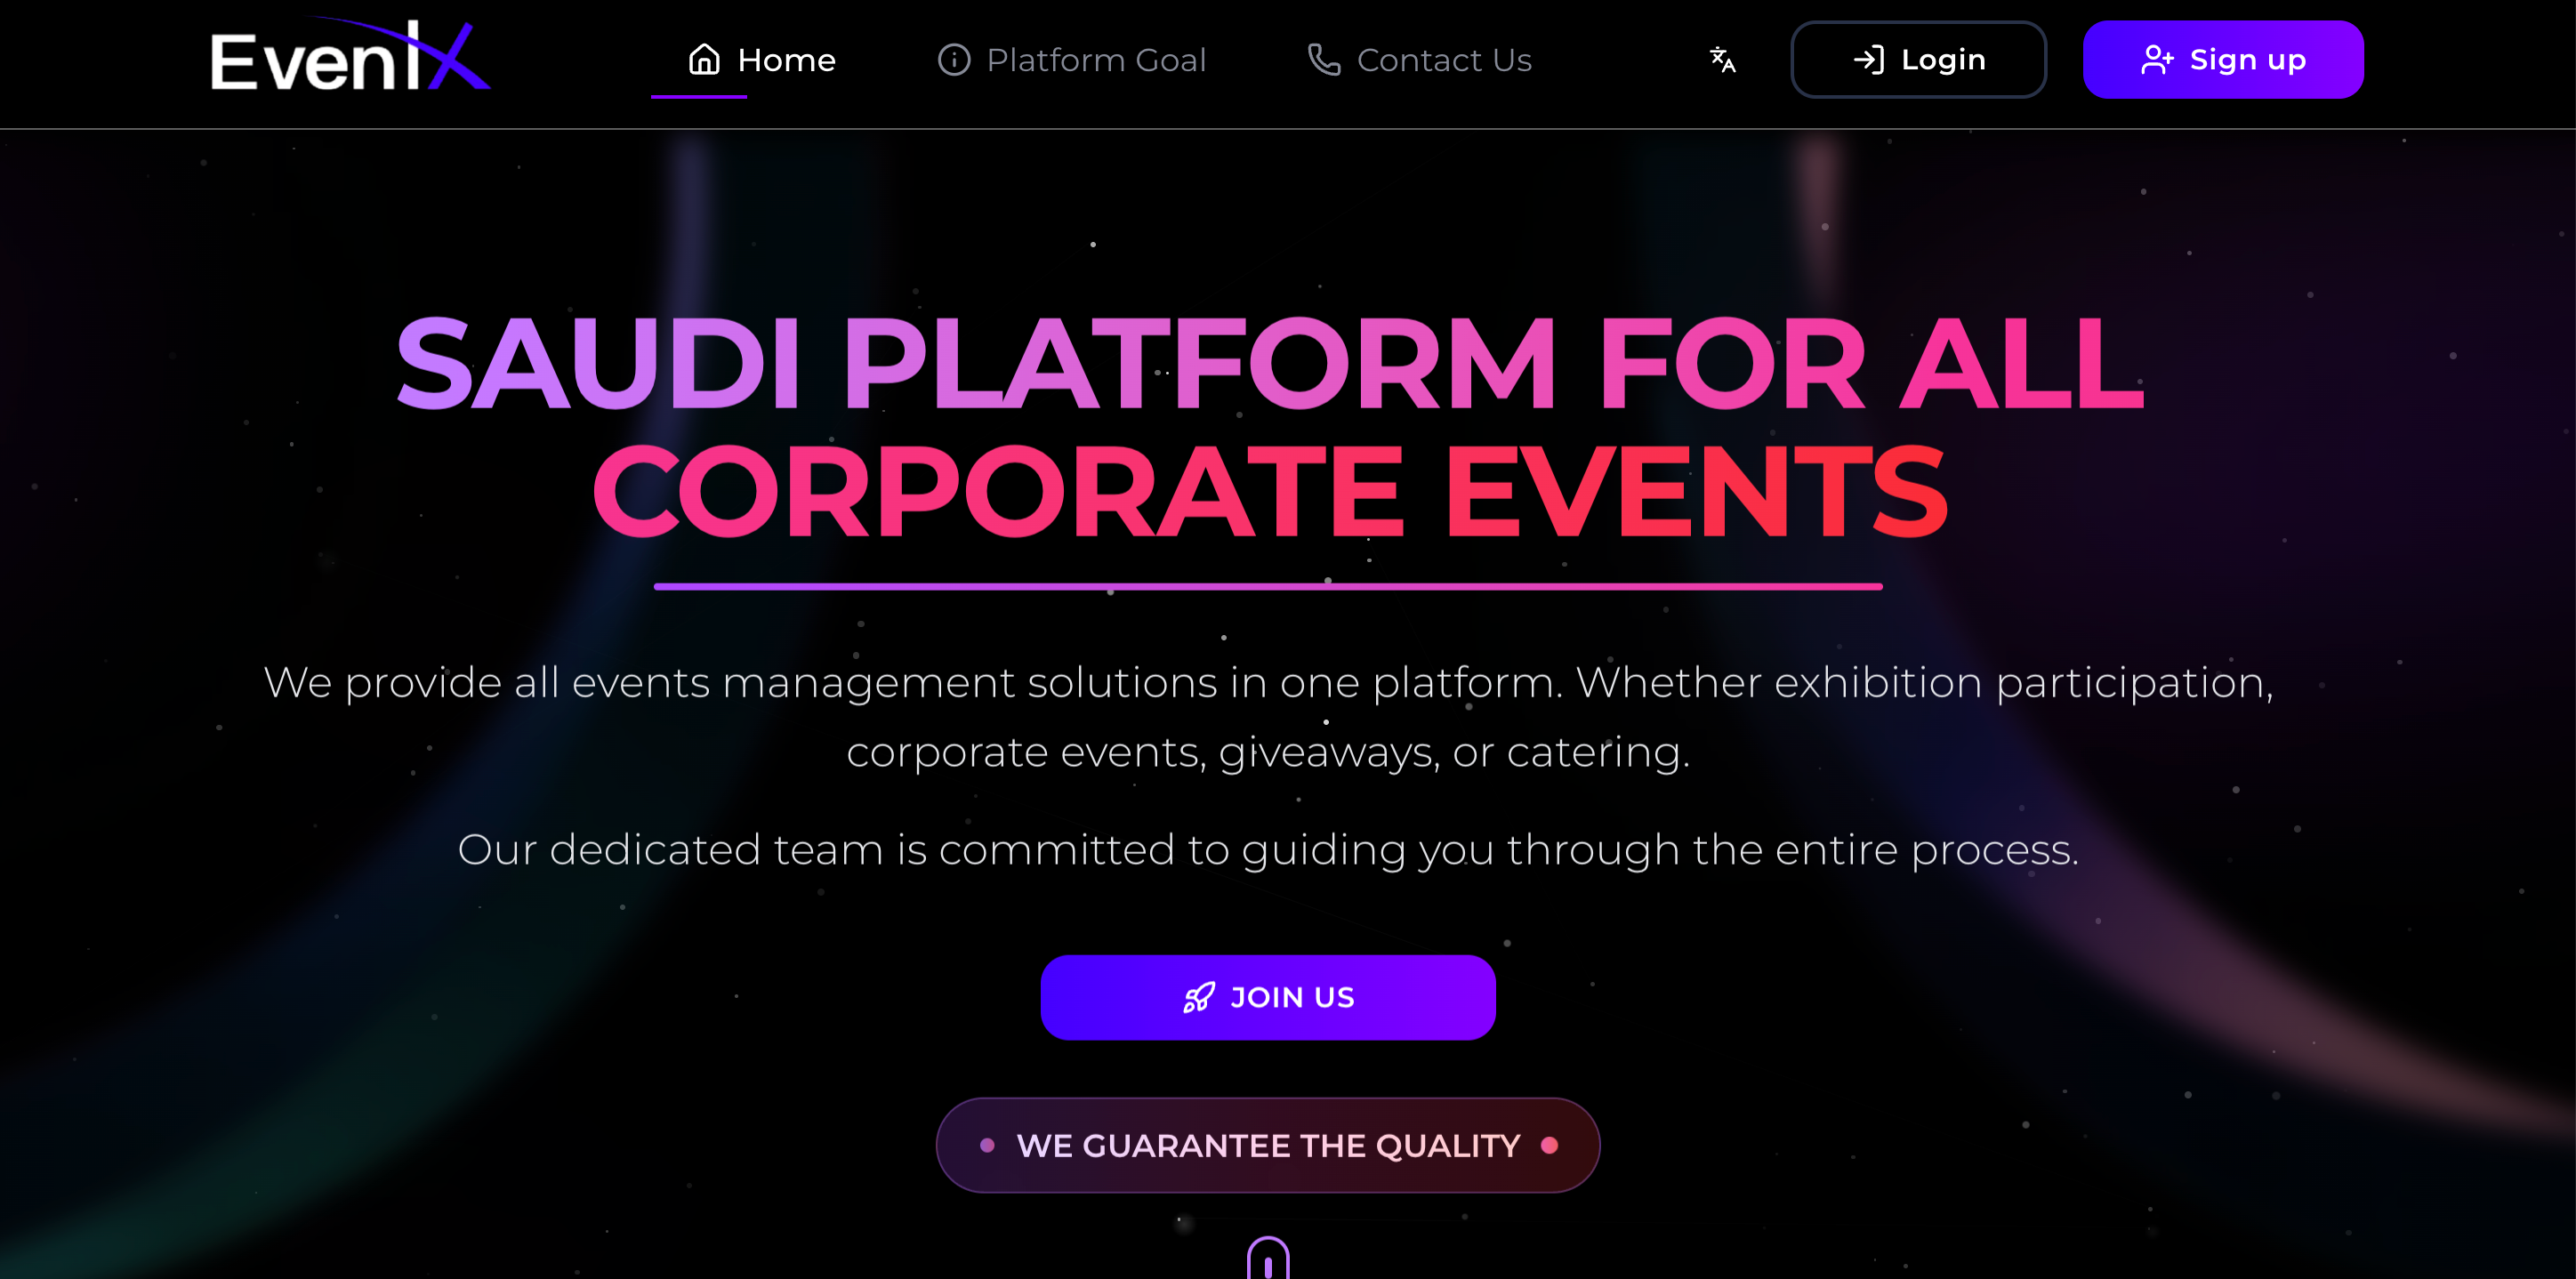 EvenIX
Home
Platform Goal
Contact Us
Login
Sign up
SAUDI PLATFORM FOR ALL
CORPORATE EVENTS
We provide all events management solutions in one platform. Whether exhibition participation,
corporate events, giveaways, or catering.
Our dedicated team is committed to guiding you through the entire process.
JOIN US
WE GUARANTEE THE QUALITY